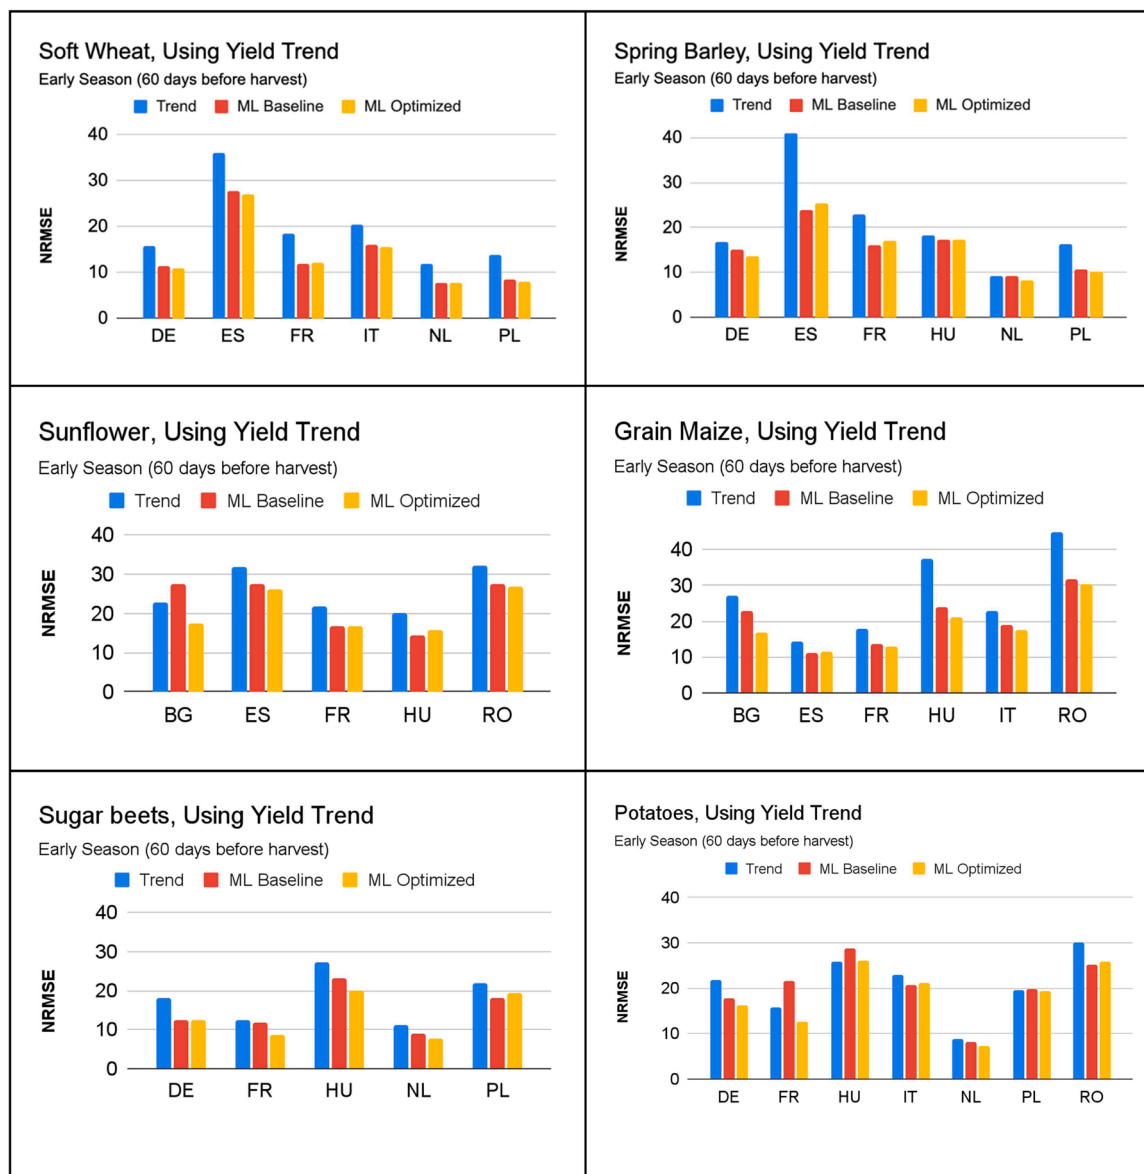 Soft Wheat, Using Yield Trend
Early Season (60 days before harvest)
Trend ML Baseline ML Optimized
NRMSE
40
30
20
10
0
DE ES FR IT NL PL
Spring Barley, Using Yield Trend
Early Season (60 days before harvest)
Trend ML Baseline ML Optimized
NRMSE
40
30
20
10
0
DE ES FR HU NL PL
Sunflower, Using Yield Trend
Early Season (60 days before harvest)
Trend ML Baseline ML Optimized
NRMSE
40
30
20
10
0
BG ES FR HU RO
Grain Maize, Using Yield Trend
Early Season (60 days before harvest)
Trend ML Baseline ML Optimized
NRMSE
40
30
20
10
0
BG ES FR HU IT RO
Sugar beets, Using Yield Trend
Early Season (60 days before harvest)
Trend ML Baseline ML Optimized
NRMSE
40
30
20
10
0
DE FR HU NL PL
Potatoes, Using Yield Trend
Early Season (60 days before harvest)
Trend ML Baseline ML Optimized
NRMSE
40
30
20
10
0
DE FR HU IT NL PL RO